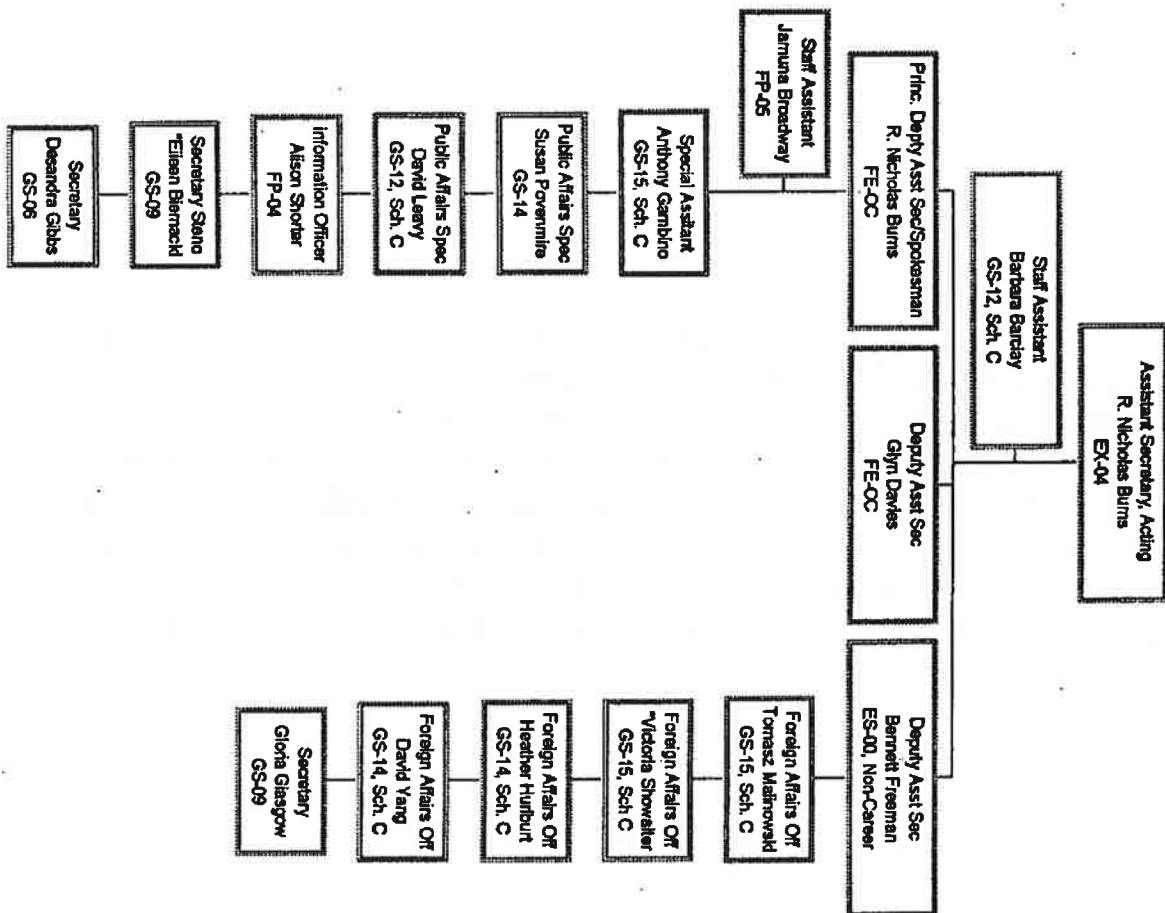 Assistant Secretary, Acting
R. Nicholas Burns
EX-04
Staff Assistant
Barbara Barclay
GS-12, Sch. C
Princ. Depty Asst Sec/Spokesman
R. Nicholas Burns
FE-OC
Deputy Asst Sec
Glyn Davies
FE-OC
Deputy Asst Sec
Bennett Freeman
ES-00, Non-Career
Staff Assistant
Jamuna Broadway
FP-05
Special Assitant
Anthony Gambino
GS-15, Sch. C
Public Affairs Spec
Susan Povenmire
GS-14
Public Affairs Spec
David Leavy
GS-12, Sch. C
Information Officer
Alison Shorter
FP-04
Secretary Steno
*Eileen Biernacki
GS-09
Secretary
Desandra Gibbs
GS-06
Foreign Affairs Off
Tomasz Malinowski
GS-15, Sch. C
Foreign Affairs Off
*Victoria Showalter
GS-15, Sch C
Foreign Affairs Off
Heather Hurlburt
GS-14, Sch. C
Foreign Affairs Off
David Yang
GS-14, Sch. C
Secretary
Gloria Glasgow
GS-09